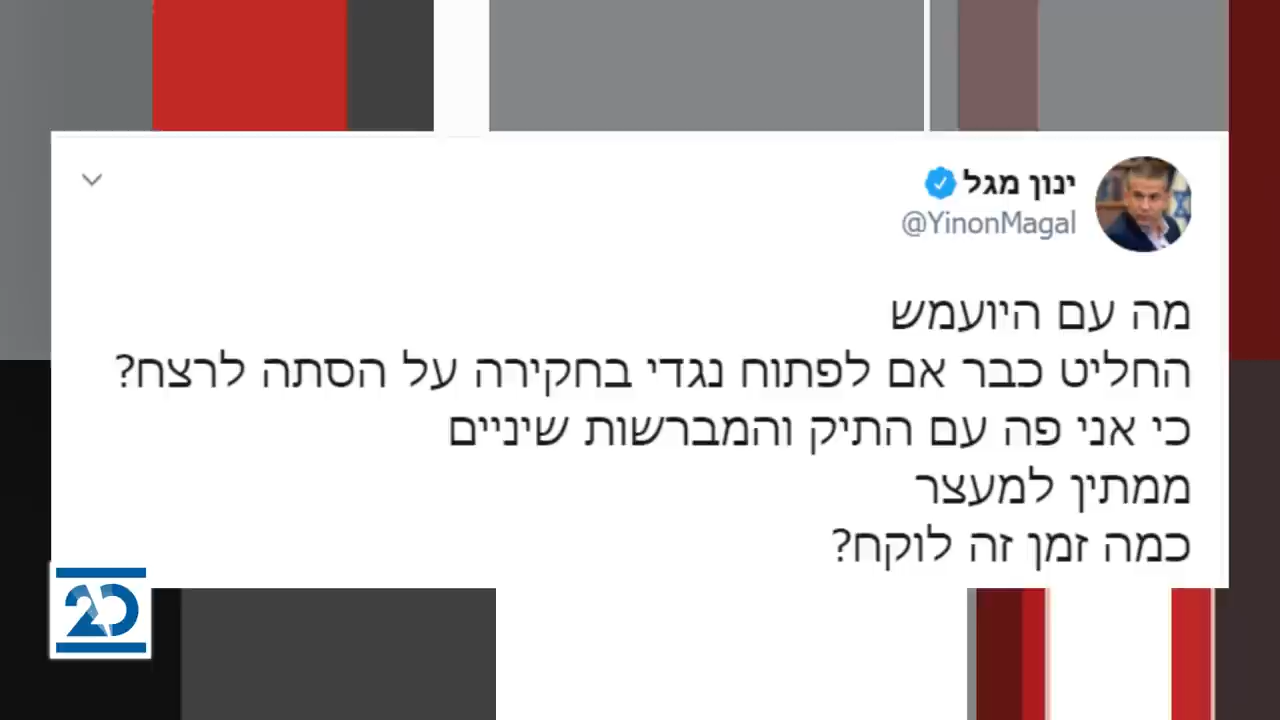 ינון מגל
@YinonMagal
מה עם היועמש
החליט כבר אם לפתוח נגדי בחקירה על הסתה לרצח?
כי אני פה עם התיק והמברשות שיניים
ממתין למעצר
כמה זמן זה לוקח?
20